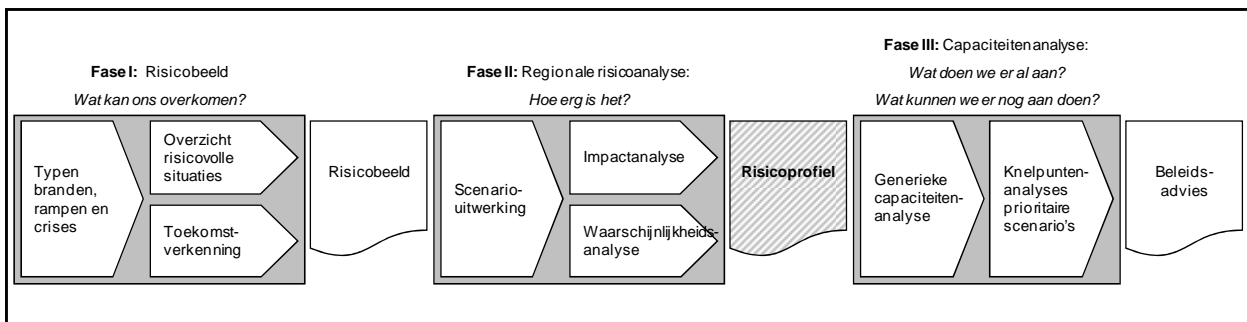 Fase I: Risicobeeld
Wat kan ons overkomen?
Typen
branden,
rampen en
crises
Overzicht
risicovolle
situaties
Toekomst-
verkenning
Risicobeeld
Fase II: Regionale risicoanalyse:
Hoe erg is het?
Scenario-
uitwerking
Impactanalyse
Waarschijnlijkheids-
analyse
Risicoprofiel
Fase III: Capaciteitenanalyse:
Wat doen we er al aan?
Wat kunnen we er nog aan doen?
Generieke
capaciteiten-
analyse
Knelpunten-
analyses
prioritaire
scenario's
Beleids-
advies